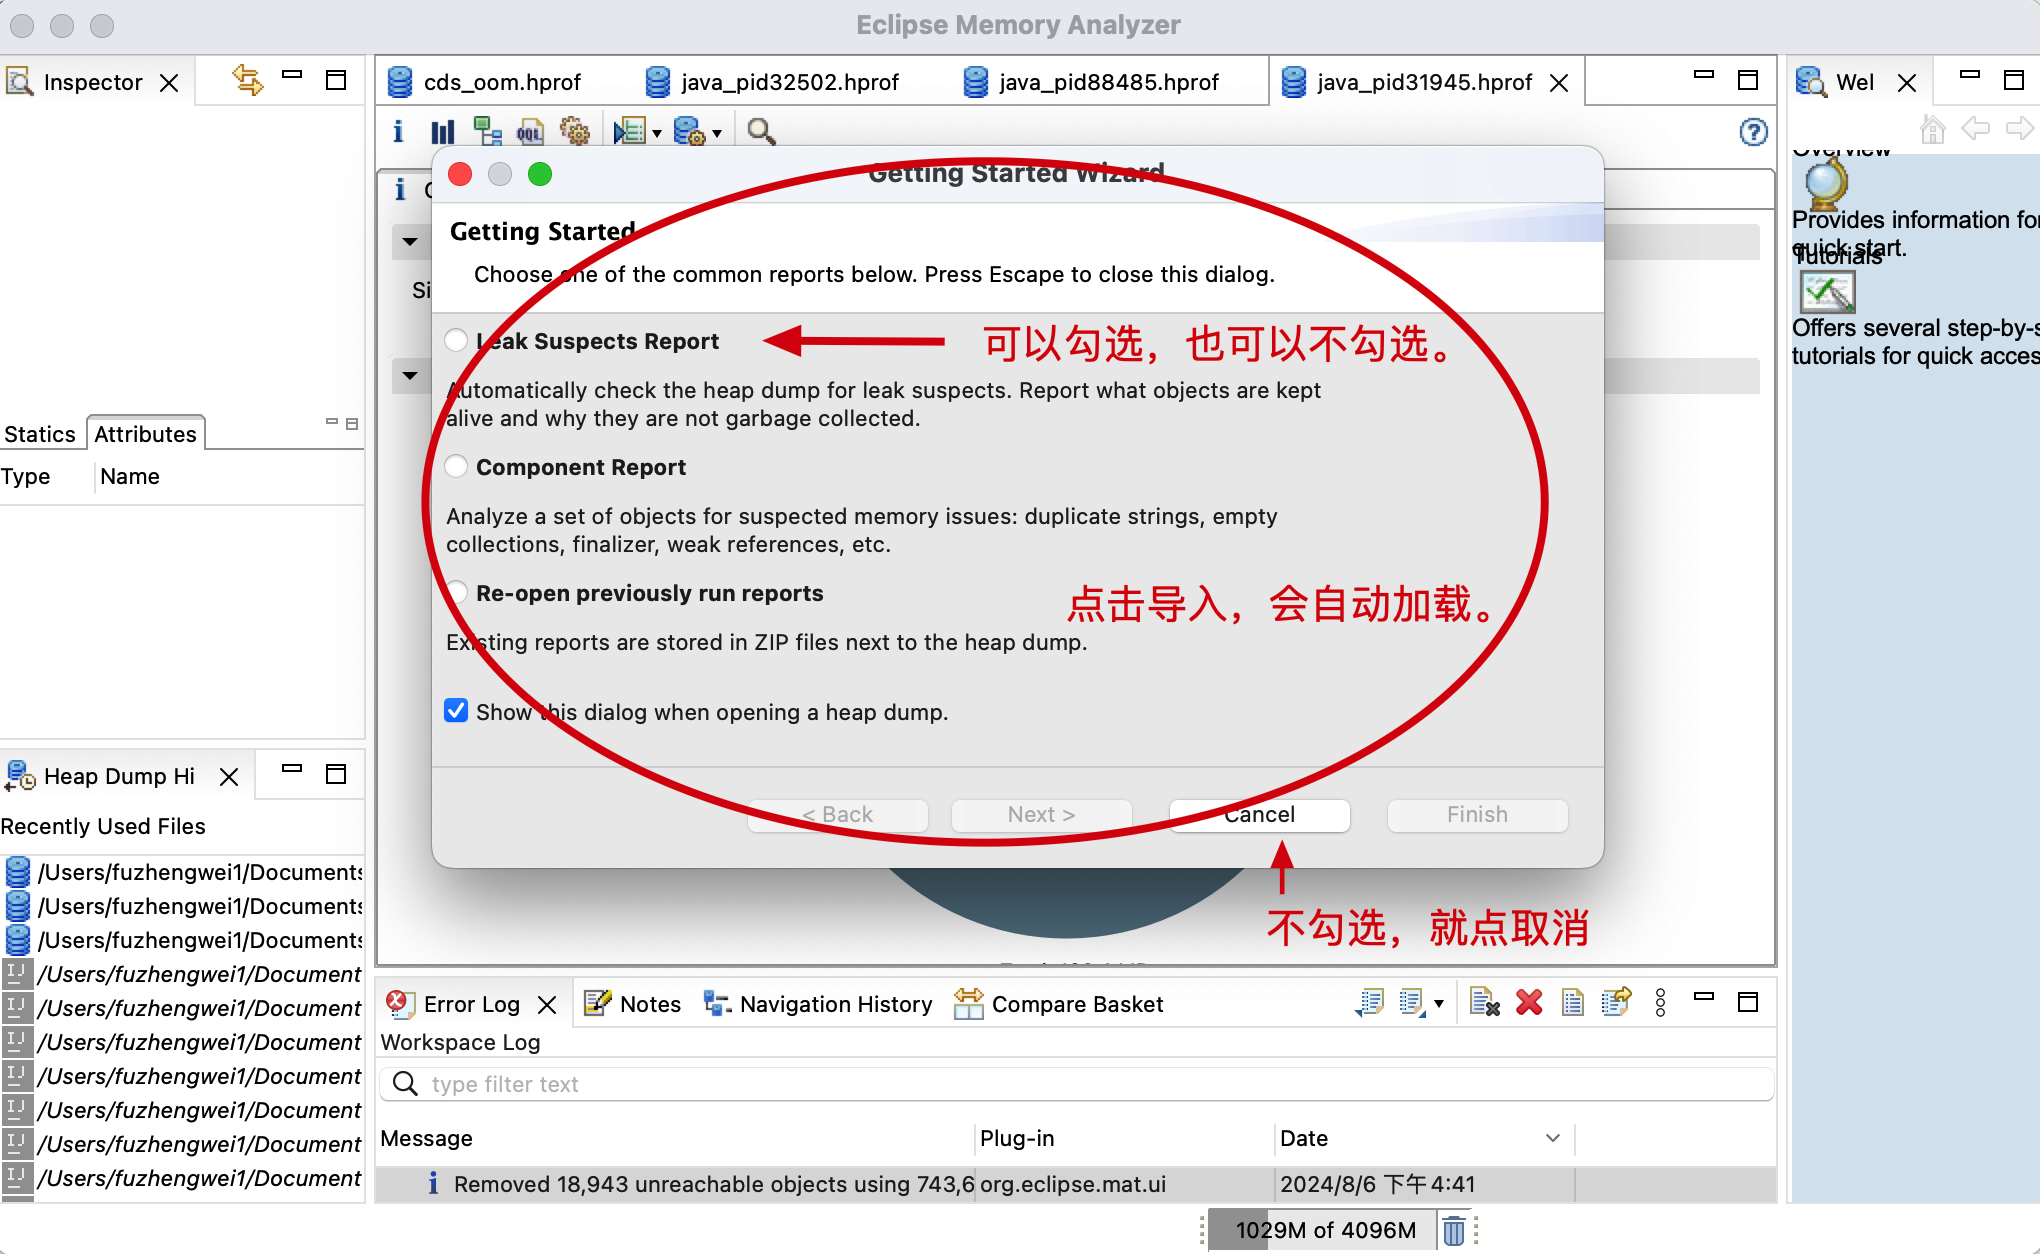 Eclipse Memory Analyzer
Inspector
cds_oom.hprof
java_pid32502.hprof
java_pid88485.hprof
java_pid31945.hprof
Wel
Getting Started Wizard
Getting Started
Choose one of the common reports below. Press Escape to close this dialog.
Si
Leak Suspects Report
可以勾选，也可以不勾选。
Automatically check the heap dump for leak suspects. Report what objects are kept
alive and why they are not garbage collected.
Component Report
Analyze a set of objects for suspected memory issues: duplicate strings, empty
collections, finalizer, weak references, etc.
Re-open previously run reports
点击导入，会自动加载。
Existing reports are stored in ZIP files next to the heap dump.
Show this dialog when opening a heap dump.
< Back
Next >
Cancel
Finish
不勾选，就点取消
Overview
Provides information for
quick start.
Tutorials
Offers several step-by-s
tutorials for quick acces
Statics
Attributes
Type
Name
Heap Dump Hi
Recently Used Files
/Users/fuzhengwei1/Documents
/Users/fuzhengwei1/Documents
/Users/fuzhengwei1/Documents
/Users/fuzhengwei1/Document
/Users/fuzhengwei1/Document
/Users/fuzhengwei1/Document
/Users/fuzhengwei1/Document
/Users/fuzhengwei1/Document
/Users/fuzhengwei1/Document
/Users/fuzhengwei1/Document
Error Log
Notes
Navigation History
Compare Basket
Workspace Log
type filter text
Message
Plug-in
Date
Removed 18,943 unreachable objects using 743,6
org.eclipse.mat.ui
2024/8/6 下午4:41
1029M of 4096M